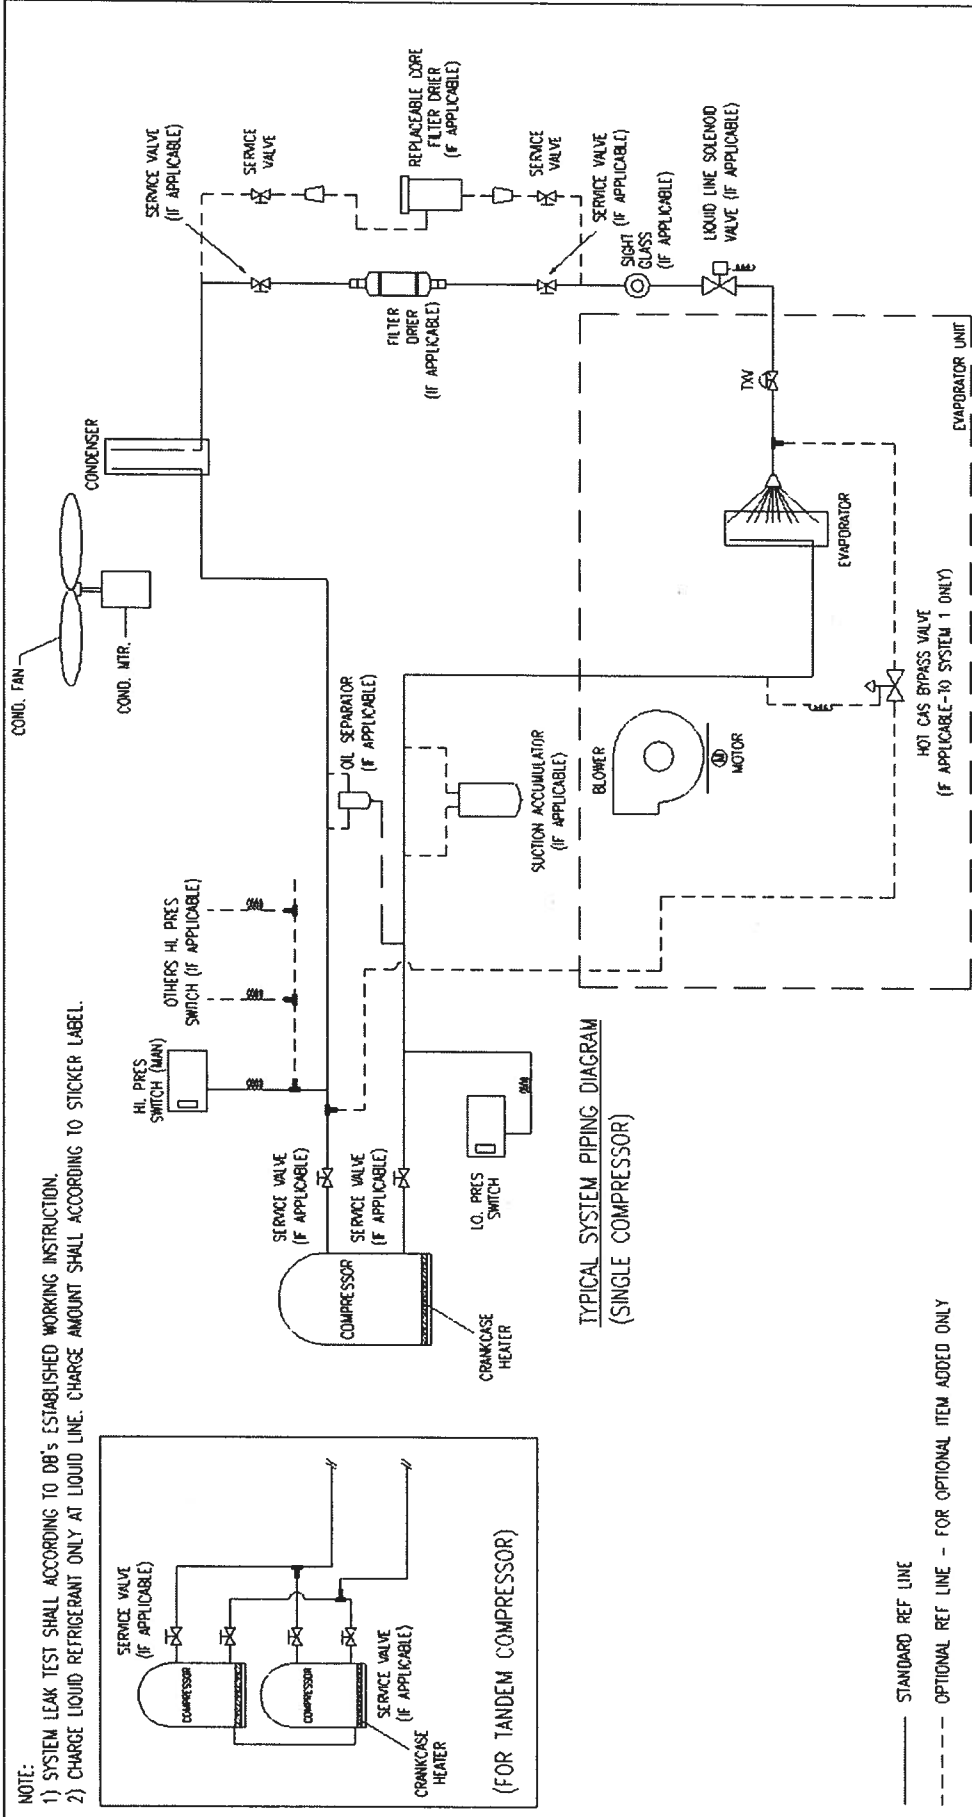 NOTE:
1) SYSTEM LEAK TEST SHALL ACCORDING TO DB's ESTABLISHED WORKING INSTRUCTION.
2) CHARGE LIQUID REFRIGERANT ONLY AT LIQUID LINE. CHARGE AMOUNT SHALL ACCORDING TO STICKER LABEL.
SERVICE VALVE
(IF APPLICABLE)
COMPRESSOR
COMPRESSOR
SERVICE VALVE
(IF APPLICABLE)
CRANKCASE
HEATER
(FOR TANDEM COMPRESSOR)
COND. FAN
COND. MTR.
CONDENSER
HI. PRES
SWITCH (MAN)
OTHERS HI. PRES
SWITCH (IF APPLICABLE)
OIL SEPARATOR
(IF APPLICABLE)
SERVICE VALVE
(IF APPLICABLE)
SERVICE VALVE
(IF APPLICABLE)
COMPRESSOR
CRANKCASE
HEATER
LO. PRES
SWITCH
SUCTION ACCUMULATOR
(IF APPLICABLE)
SERVICE VALVE
(IF APPLICABLE)
SERVICE
VALVE
REPLACEABLE CORE
FILTER DRIER
(IF APPLICABLE)
SERVICE
VALVE
FILTER
DRIER
(IF APPLICABLE)
SERVICE VALVE
(IF APPLICABLE)
SIGHT
GLASS
(IF APPLICABLE)
LIQUID LINE SOLENOID
VALVE (IF APPLICABLE)
BLOWER
M
MOTOR
TXV
EVAPORATOR
HOT GAS BYPASS VALVE
(IF APPLICABLE-TO SYSTEM 1 ONLY)
EVAPORATOR UNIT
TYPICAL SYSTEM PIPING DIAGRAM
(SINGLE COMPRESSOR)
STANDARD REF LINE
OPTIONAL REF LINE - FOR OPTIONAL ITEM ADDED ONLY